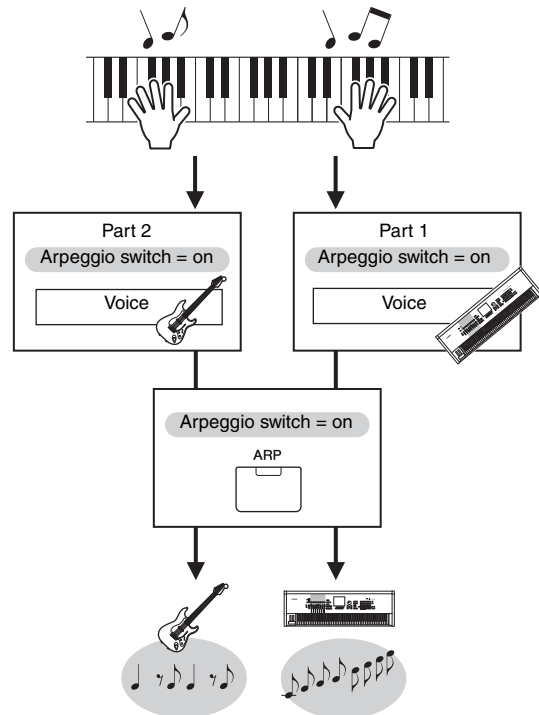 Part 2
Arpeggio switch = on
Voice
Part 1
Arpeggio switch = on
Voice
Arpeggio switch = on
ARP